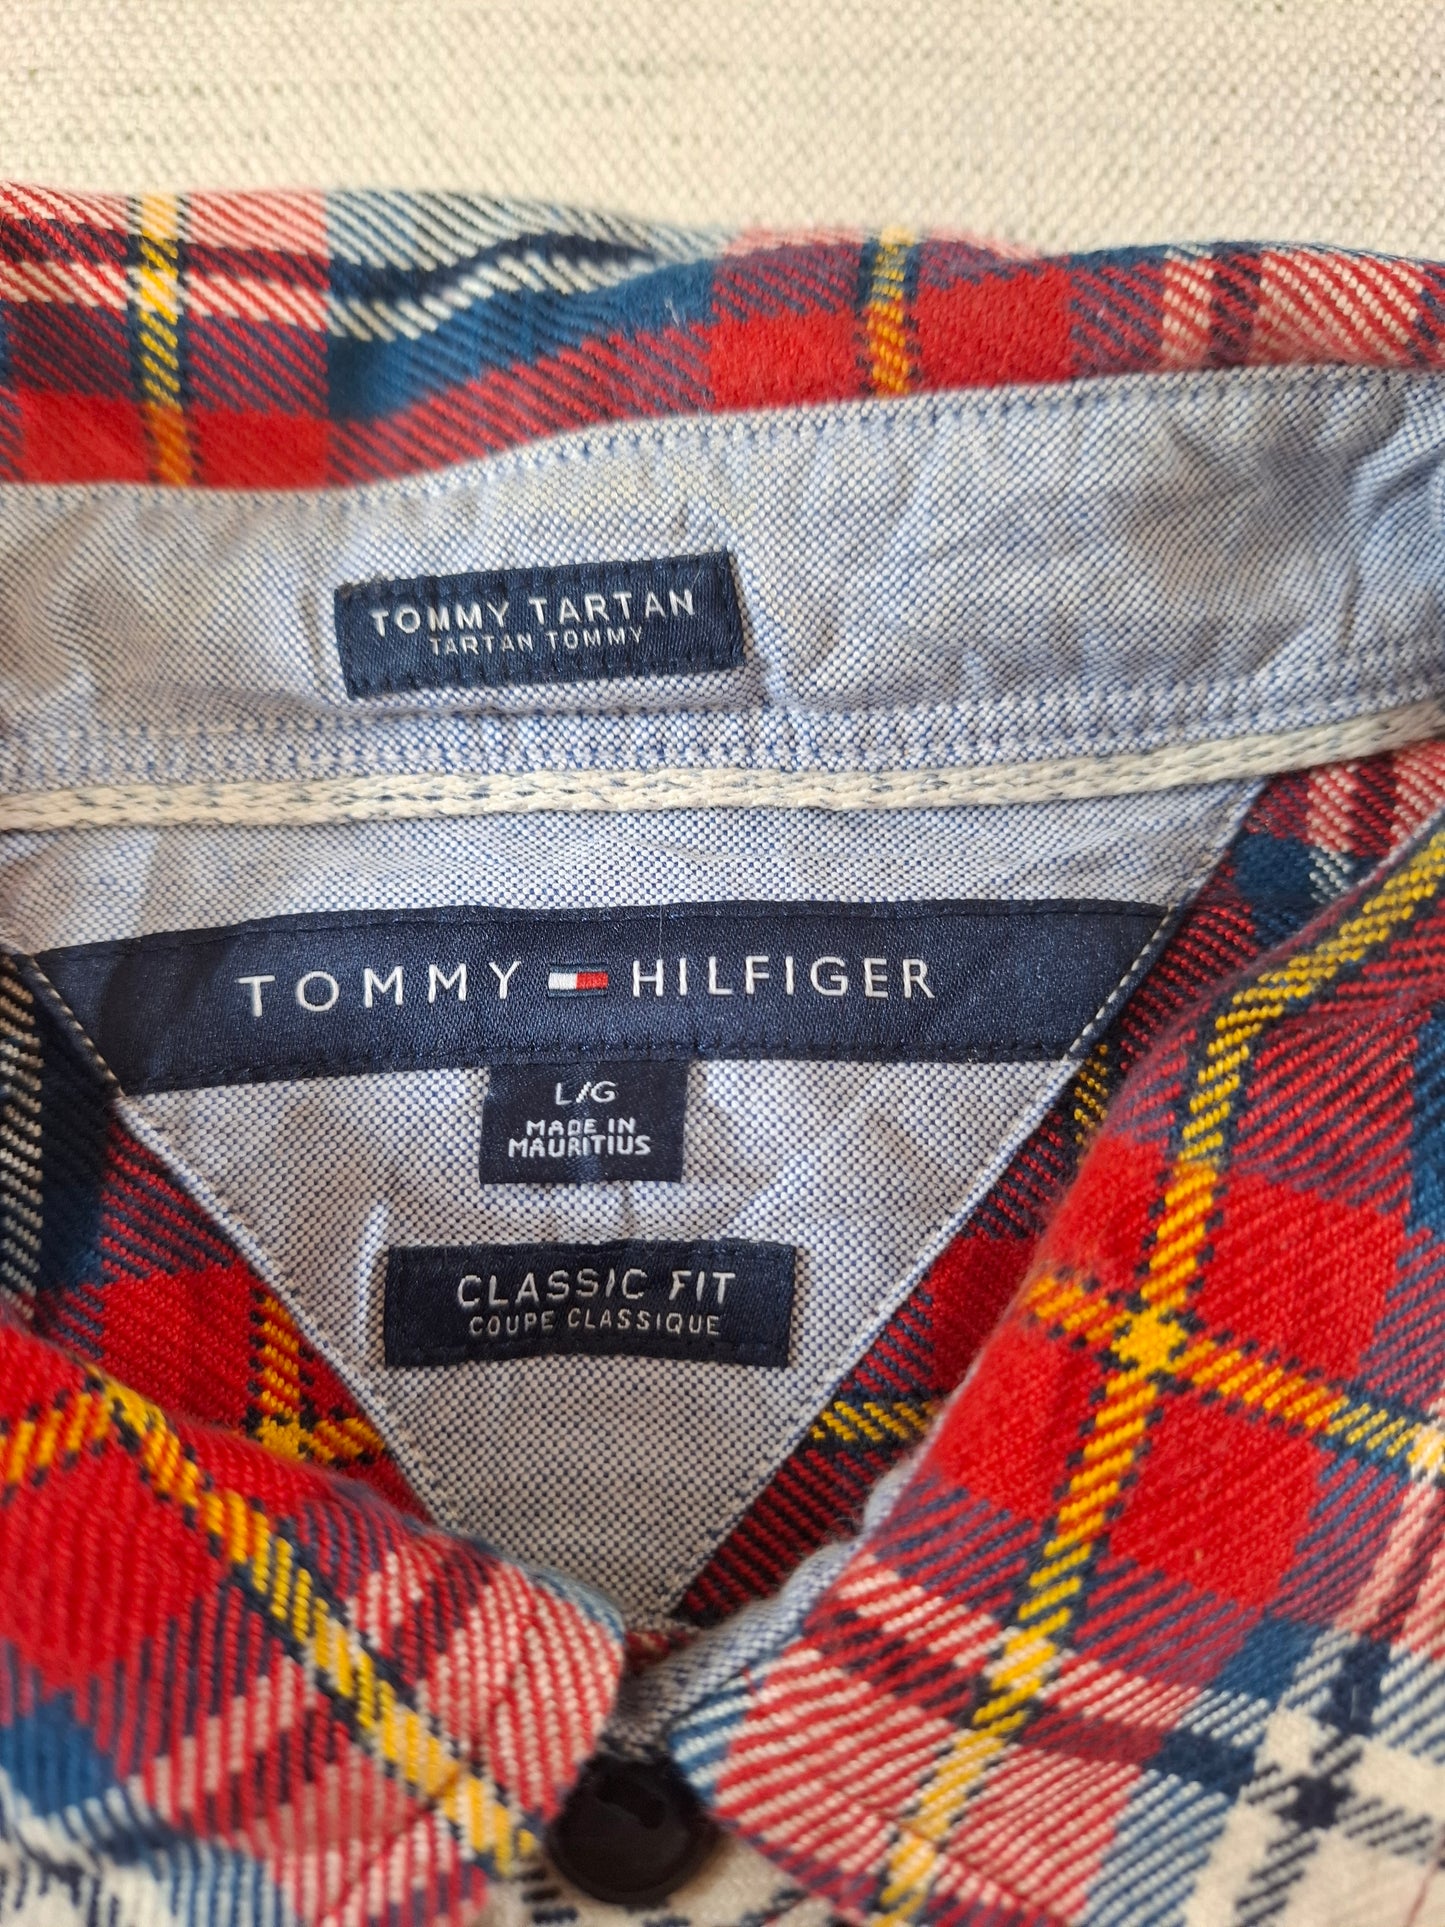 TOMMY TARTAN
TARTAN TOMMY
TOMMY HILFIGER
L/G
MADE IN
MAURITIUS
CLASSIC FIT
COUPE CLASSIQUE